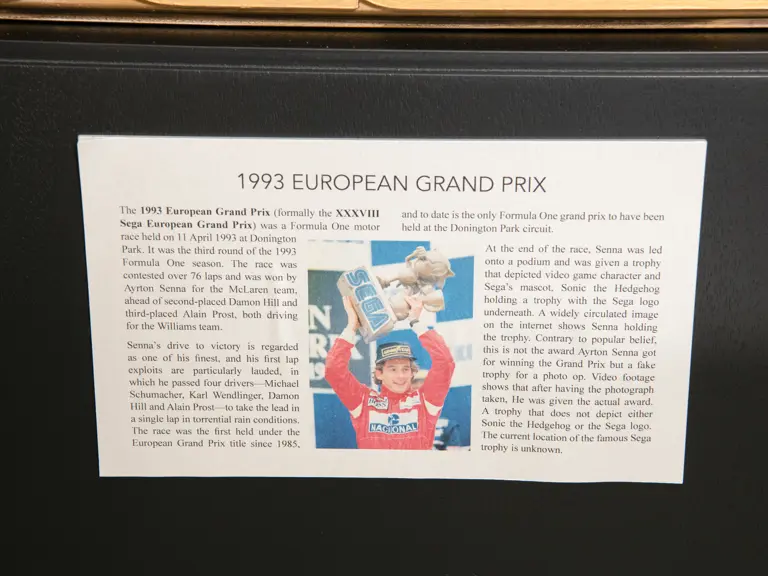 1993 EUROPEAN GRAND PRIX
The 1993 European Grand Prix (formally the XXXVIII
Sega European Grand Prix) was a Formula One motor
race held on 11 April 1993 at Donington
Park. It was the third round of the 1993
Formula One season. The race was
contested over 76 laps and was won by
Ayrton Senna for the McLaren team,
ahead of second-placed Damon Hill and
third-placed Alain Prost, both driving
for the Williams team.
Senna's drive to victory is regarded
as one of his finest, and his first lap
exploits are particularly lauded, in
which he passed four drivers—Michael
Schumacher, Karl Wendlinger, Damon
Hill and Alain Prost—to take the lead in
a single lap in torrential rain conditions.
The race was the first held under the
European Grand Prix title since 1985,
and to date is the only Formula One grand prix to have been
held at the Donington Park circuit.
At the end of the race, Senna was led
onto a podium and was given a trophy
that depicted video game character and
Sega's mascot, Sonic the Hedgehog
holding a trophy with the Sega logo
underneath. A widely circulated image
on the internet shows Senna holding
the trophy. Contrary to popular belief,
this is not the award Ayrton Senna got
for winning the Grand Prix but a fake
trophy for a photo op. Video footage
shows that after having the photograph
taken, He was given the actual award.
A trophy that does not depict either
Sonic the Hedgehog or the Sega logo.
The current location of the famous Sega
trophy is unknown.
SEGA
NACIONAL